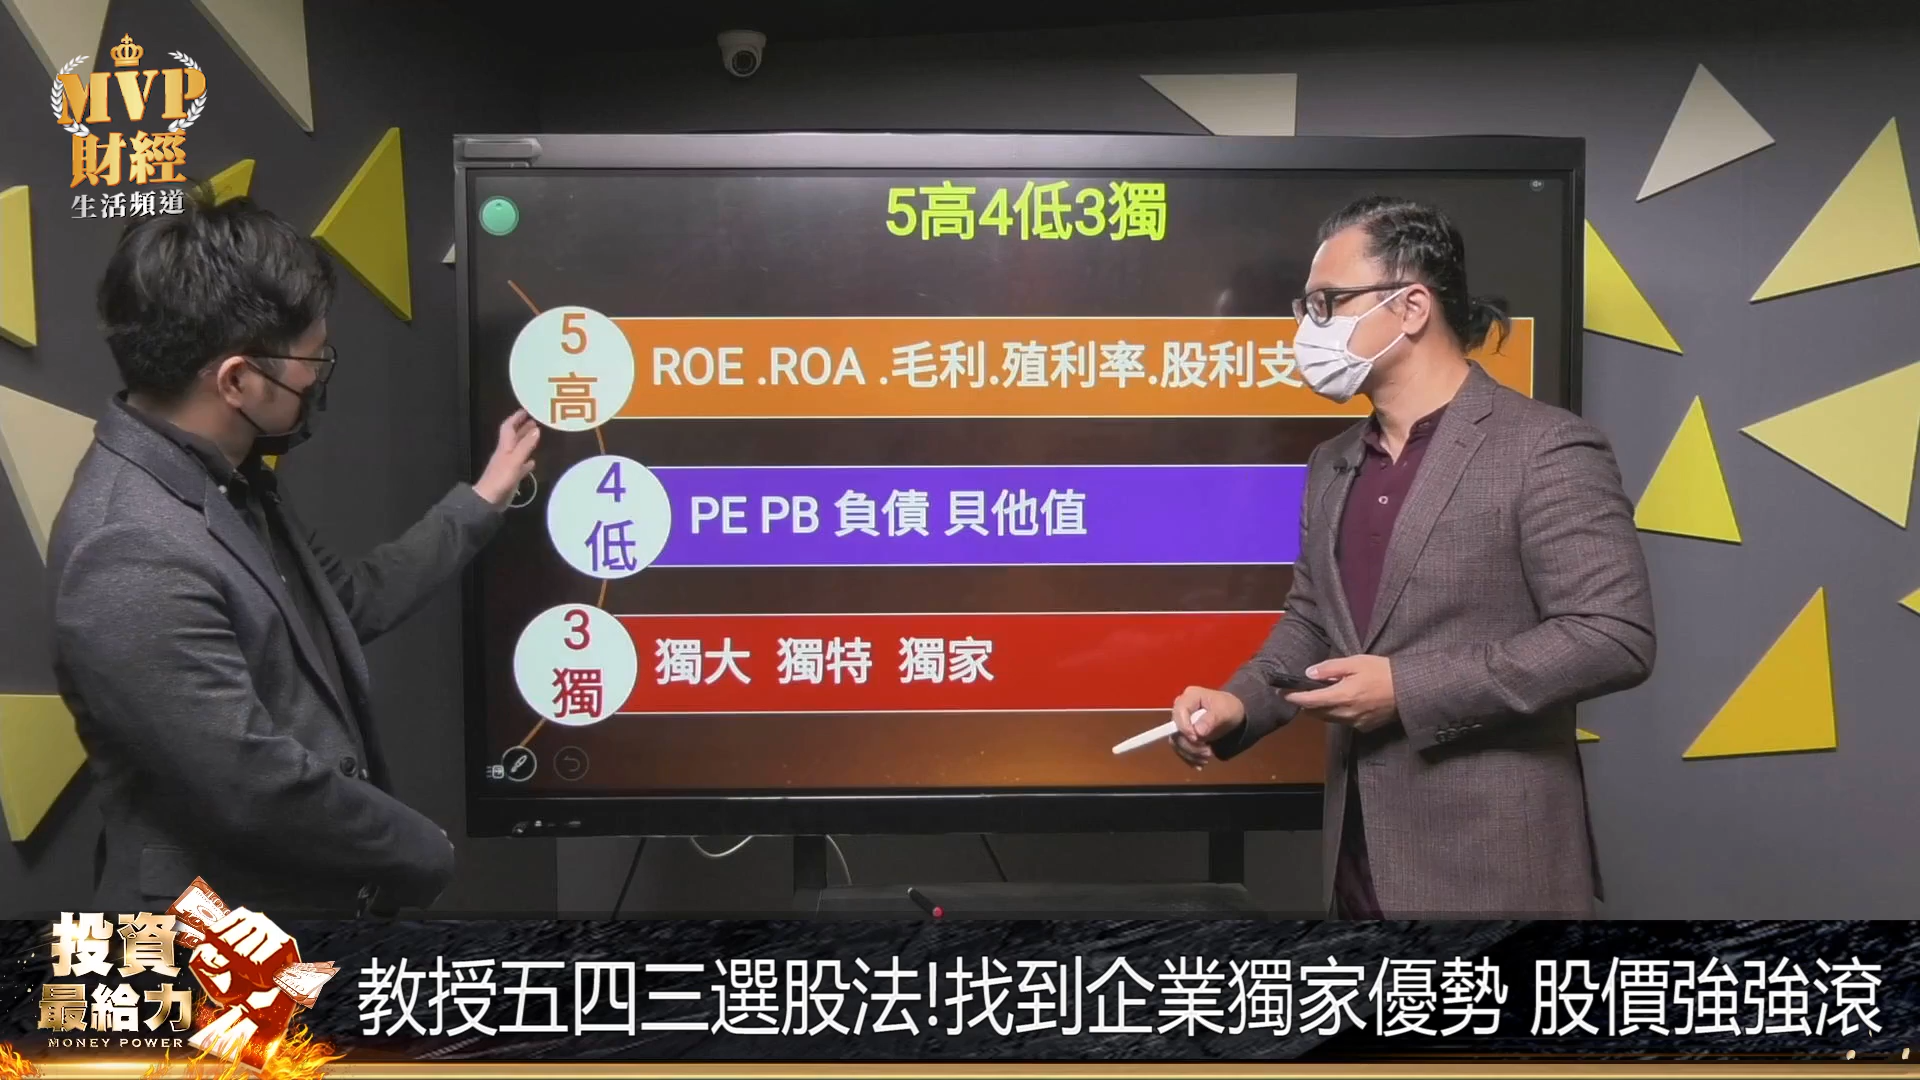 MVP
財經
生活頻道
5高4低3獨
5
高
ROE .ROA .毛利.殖利率.股利支
4
低
PE PB 負債 貝他值
3
獨
獨大 獨特 獨家
投資
最給力
MONEY POWER
教授五四三選股法!找到企業獨家優勢 股價強強滾